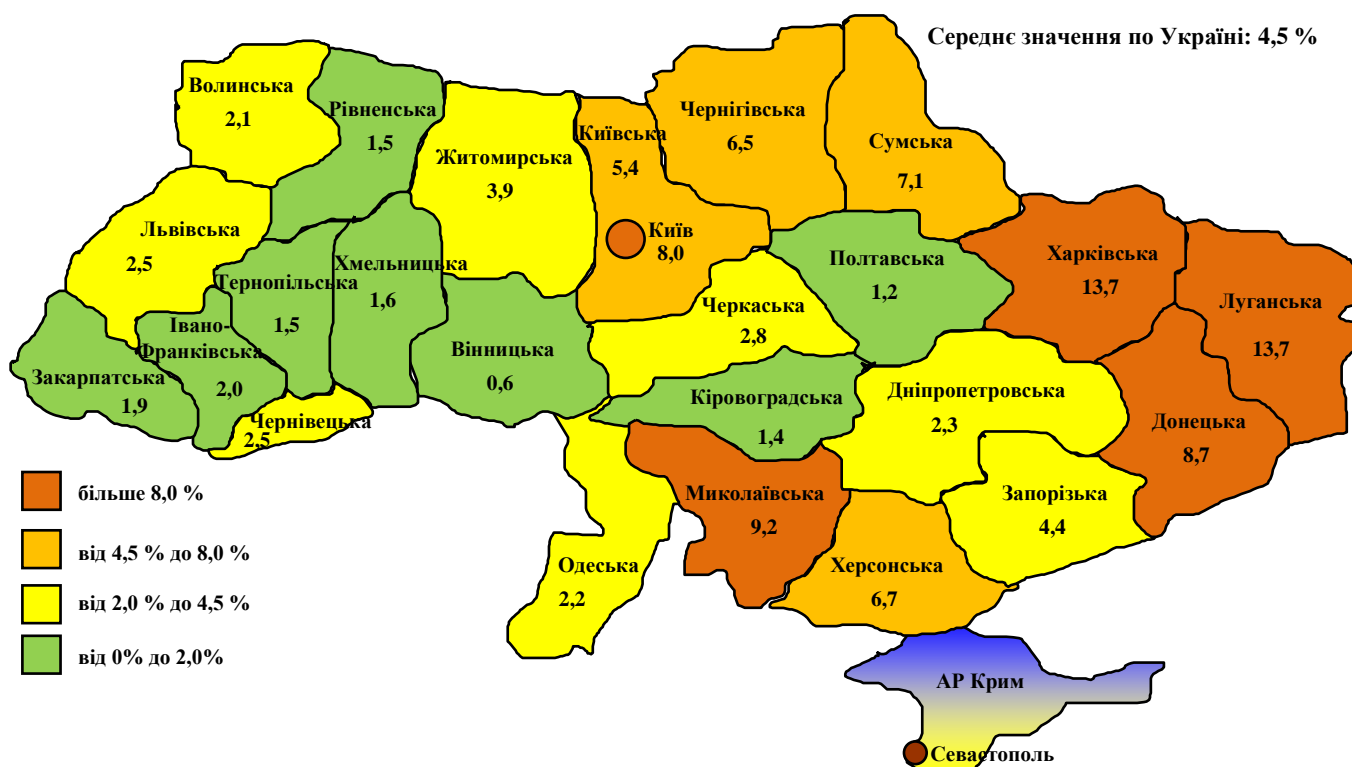 Середнє значення по Україні: 4,5 %
Волинська
2,1
Рівненська
1,5
Житомирська
3,9
Київська
5,4
Київ
8,0
Чернігівська
6,5
Сумська
7,1
Львівська
2,5
Тернопільська
1,5
Хмельницька
1,6
Вінницька
0,6
Черкаська
2,8
Полтавська
1,2
Харківська
13,7
Луганська
13,7
Закарпатська
1,9
Івано-
Франківська
2,0
Чернівецька
2,5
Кіровоградська
1,4
Дніпропетровська
2,3
Донецька
8,7
Одеська
2,2
Миколаївська
9,2
Херсонська
6,7
Запорізька
4,4
АР Крим
Севастополь
більше 8,0 %
від 4,5 % до 8,0 %
від 2,0 % до 4,5 %
від 0% до 2,0%